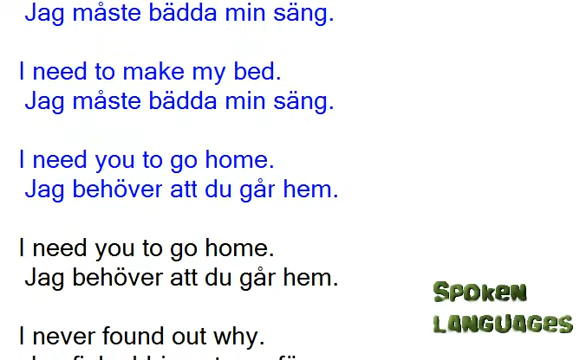 Jag måste bädda min säng.
I need to make my bed.
Jag måste bädda min säng.
I need you to go home.
Jag behöver att du går hem.
I need you to go home.
Jag behöver att du går hem.
I never found out why.
SPOKEN
LANGUAGES